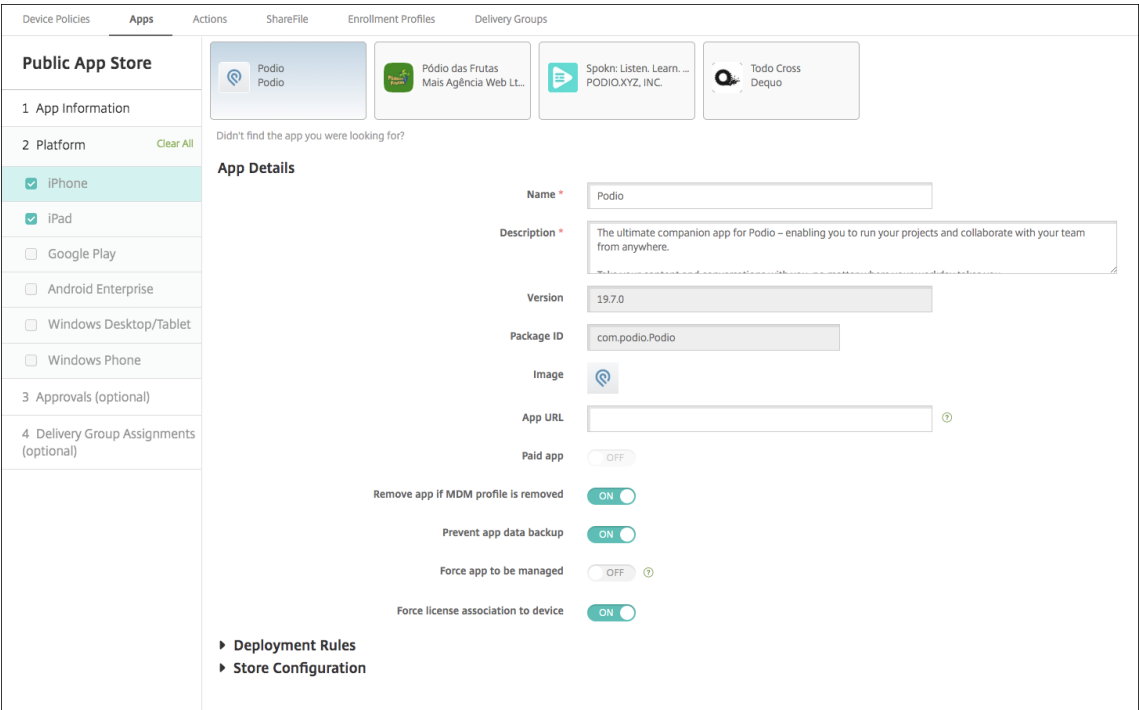 Device Policies Apps Actions ShareFile Enrollment Profiles Delivery Groups
Public App Store
1 App Information
2 Platform Clear All
iPhone
iPad
Google Play
Android Enterprise
Windows Desktop/Tablet
Windows Phone
3 Approvals (optional)
4 Delivery Group Assignments
(optional)
Podio
Podio
Pódio das Frutas
Mais Agência Web Lt...
Spokn: Listen. Learn. ...
PODIO.XYZ, INC.
Todo Cross
Dequo
Didn't find the app you were looking for?
App Details
Name * Podio
Description * The ultimate companion app for Podio – enabling you to run your projects and collaborate with your team
from anywhere.
Version 19.7.0
Package ID com.podio.Podio
Image
App URL ?
Paid app OFF
Remove app if MDM profile is removed ON
Prevent app data backup ON
Force app to be managed OFF ?
Force license association to device ON
Deployment Rules
Store Configuration